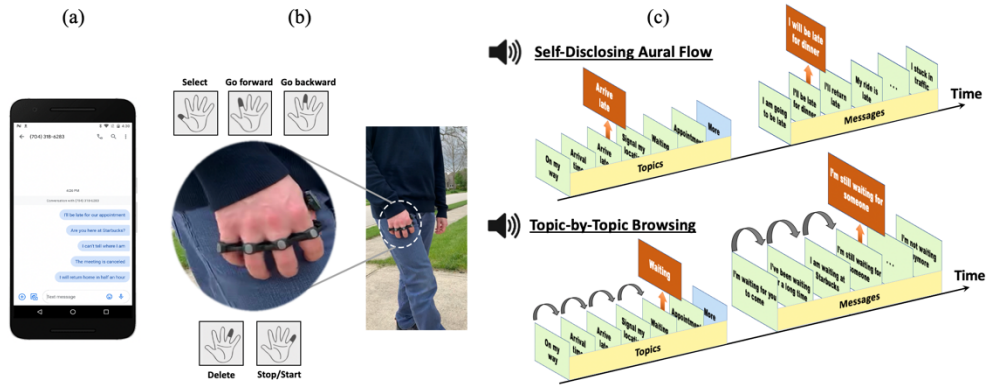 (a)
(b)
(c)
(704) 318-6283
I'll be late for our appointment
Are you here at Starbucks?
I can't tell where I am
The meeting is canceled
I will return home in half an hour
Text message
Select
Go forward
Go backward
Delete
Stop/Start
Self-Disclosing Aural Flow
Arrive
late
On my
way
Arrival
time
Arrive
late
Signal my
Waiting
Appointment
More
Topics
I will be late
for dinner
I am going
to be late
I'll be late
for dinner
I'll return
late
My ride is
late
...
I stuck in
traffic
Messages
Time
Topic-by-Topic Browsing
Waiting
On my
way
Arrival
Arrive
late
Signal my
Waiting
Appointment
More
Topics
I'm still waiting for
someone
I'm waiting for you
to come
I've been waiting
a long time
I am waiting at
Starbucks
I'm still waiting for
someone
...
I'm not waiting
Messages
Time